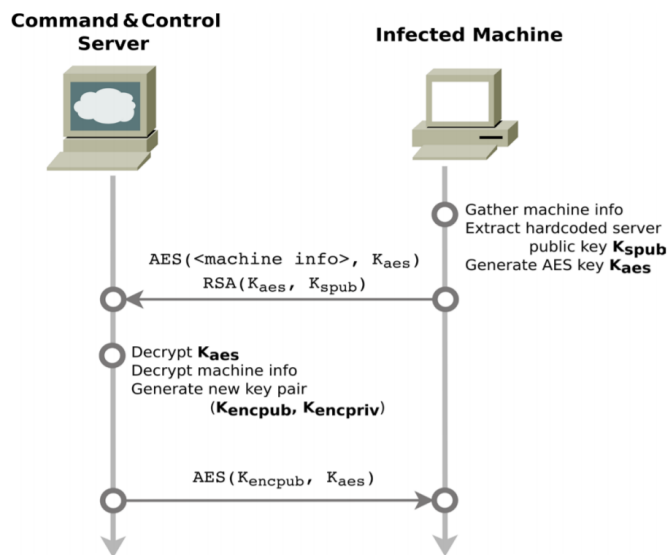 Command & Control
Server
Infected Machine
Gather machine info
Extract hardcoded server
public key Kspub
Generate AES key Kaes
AES(<machine info>, Kaes)
RSA(Kaes, Kspub)
Decrypt Kaes
Decrypt machine info
Generate new key pair
(Kencpub, Kencpriv)
AES(Kencpub, Kaes)